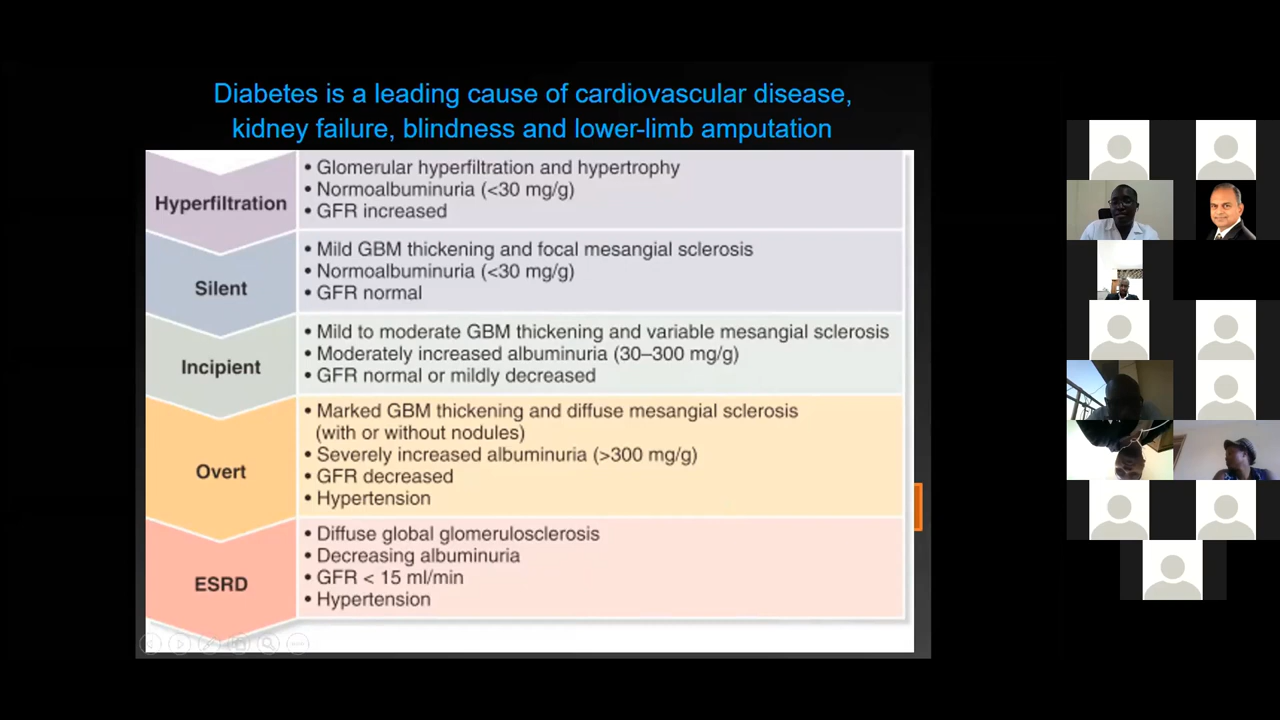 Diabetes is a leading cause of cardiovascular disease,
kidney failure, blindness and lower-limb amputation
Hyperfiltration
• Glomerular hyperfiltration and hypertrophy
• Normoalbuminuria (<30 mg/g)
• GFR increased
Silent
• Mild GBM thickening and focal mesangial sclerosis
• Normoalbuminuria (<30 mg/g)
• GFR normal
Incipient
• Mild to moderate GBM thickening and variable mesangial sclerosis
• Moderately increased albuminuria (30–300 mg/g)
• GFR normal or mildly decreased
Overt
• Marked GBM thickening and diffuse mesangial sclerosis
(with or without nodules)
• Severely increased albuminuria (>300 mg/g)
• GFR decreased
• Hypertension
ESRD
• Diffuse global glomerulosclerosis
• Decreasing albuminuria
• GFR < 15 ml/min
• Hypertension